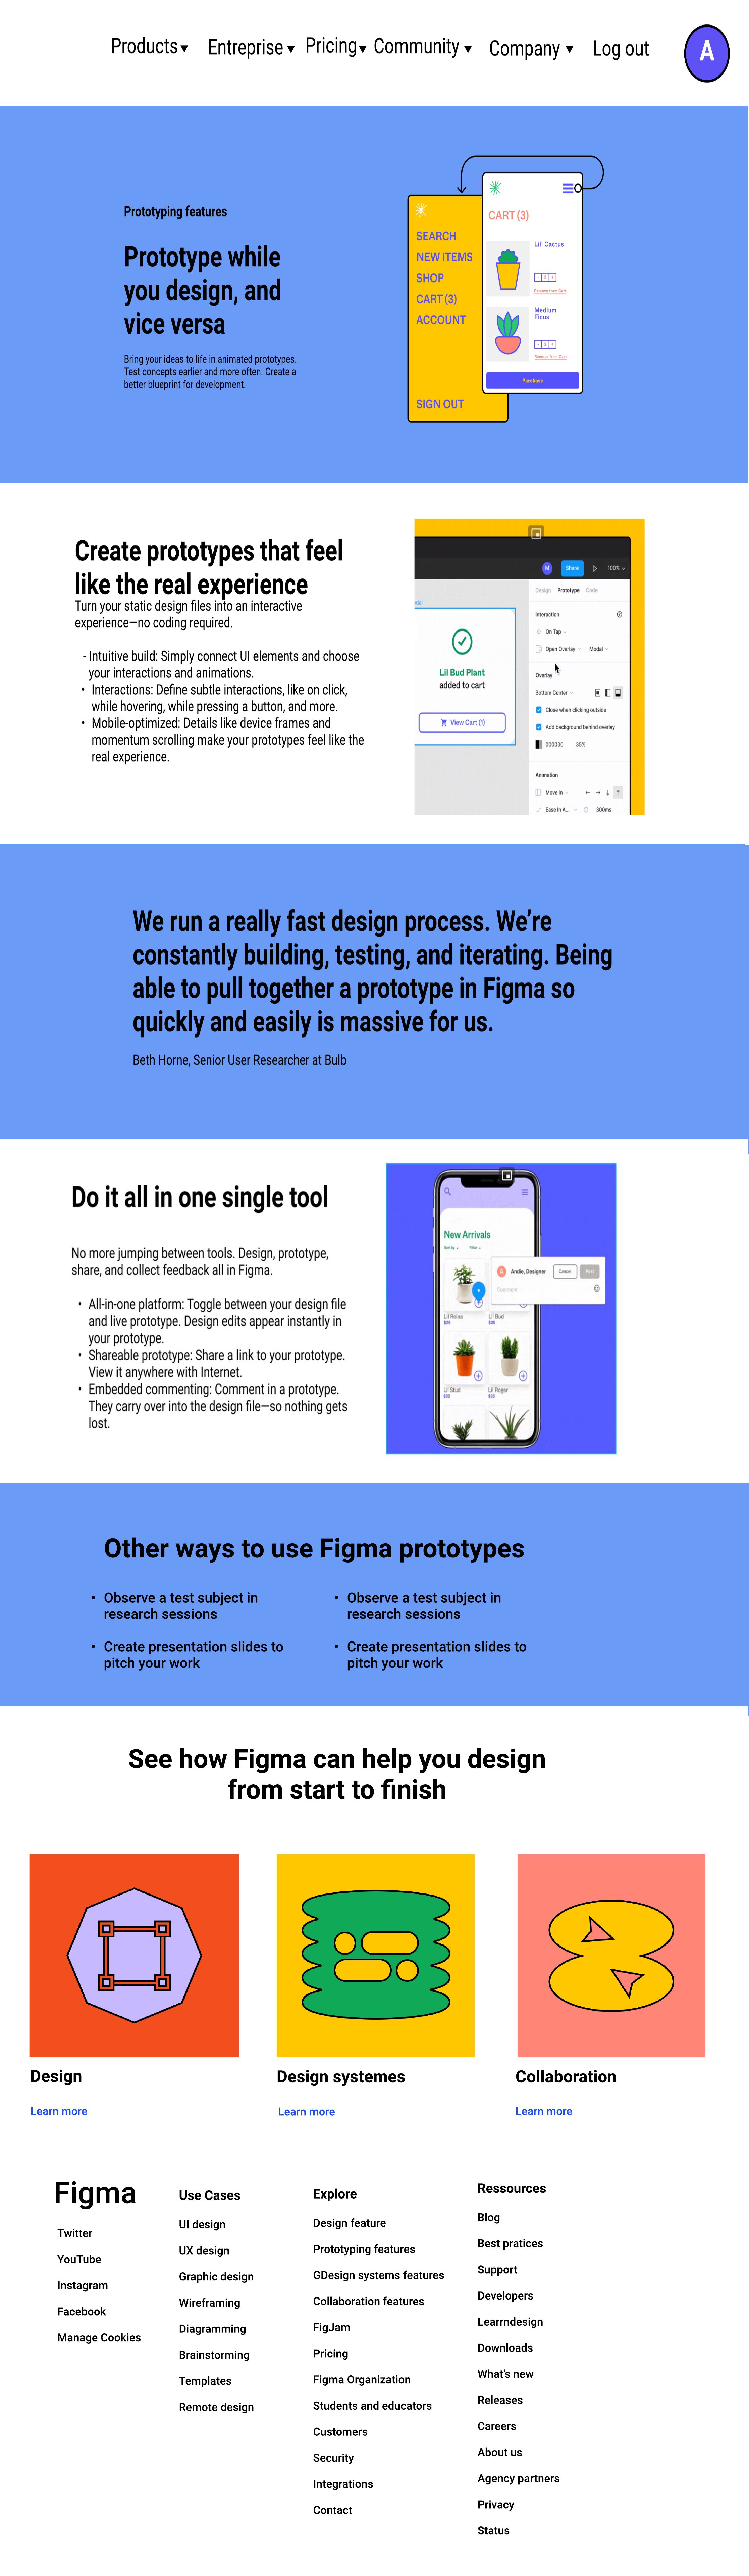 Products ▾ Entreprise ▾ Pricing ▾ Community ▾ Company ▾ Log out A
Prototyping features
Prototype while
you design, and
vice versa
Bring your ideas to life in animated prototypes.
Test concepts earlier and more often. Create a
better blueprint for development.
SEARCH
NEW ITEMS
SHOP
CART (3)
ACCOUNT
SIGN OUT
CART (3)
Lil' Cactus
Remove from Cart
Medium
Ficus
Remove from Cart
Purchase
Create prototypes that feel
like the real experience
Turn your static design files into an interactive
experience—no coding required.
- Intuitive build: Simply connect UI elements and choose
your interactions and animations.
• Interactions: Define subtle interactions, like on click,
while hovering, while pressing a button, and more.
• Mobile-optimized: Details like device frames and
momentum scrolling make your prototypes feel like the
real experience.
M Share 100%
Design Prototype Code
Interaction
On Tap
Open Overlay Modal
Overlay
Bottom Center
Close when clicking outside
Add background behind overlay
000000 35%
Animation
Move In
Ease In A... 300ms
Lil Bud Plant
added to cart
View Cart (1)
We run a really fast design process. We’re
constantly building, testing, and iterating. Being
able to pull together a prototype in Figma so
quickly and easily is massive for us.
Beth Horne, Senior User Researcher at Bulb
Do it all in one single tool
No more jumping between tools. Design, prototype,
share, and collect feedback all in Figma.
• All-in-one platform: Toggle between your design file
and live prototype. Design edits appear instantly in
your prototype.
• Shareable prototype: Share a link to your prototype.
View it anywhere with Internet.
• Embedded commenting: Comment in a prototype.
They carry over into the design file—so nothing gets
lost.
New Arrivals
Sort by Filter
A Andie, Designer Cancel Post
Comment
Lil Reina Lil Bud
Lil Stud Lil Roger
Other ways to use Figma prototypes
• Observe a test subject in
research sessions
• Create presentation slides to
pitch your work
• Observe a test subject in
research sessions
• Create presentation slides to
pitch your work
See how Figma can help you design
from start to finish
Design
Learn more
Design systemes
Learn more
Collaboration
Learn more
Figma
Twitter
YouTube
Instagram
Facebook
Manage Cookies
Use Cases
UI design
UX design
Graphic design
Wireframing
Diagramming
Brainstorming
Templates
Remote design
Explore
Design feature
Prototyping features
GDesign systems features
Collaboration features
FigJam
Pricing
Figma Organization
Students and educators
Customers
Security
Integrations
Contact
Ressources
Blog
Best pratices
Support
Developers
Learrndesign
Downloads
What’s new
Releases
Careers
About us
Agency partners
Privacy
Status